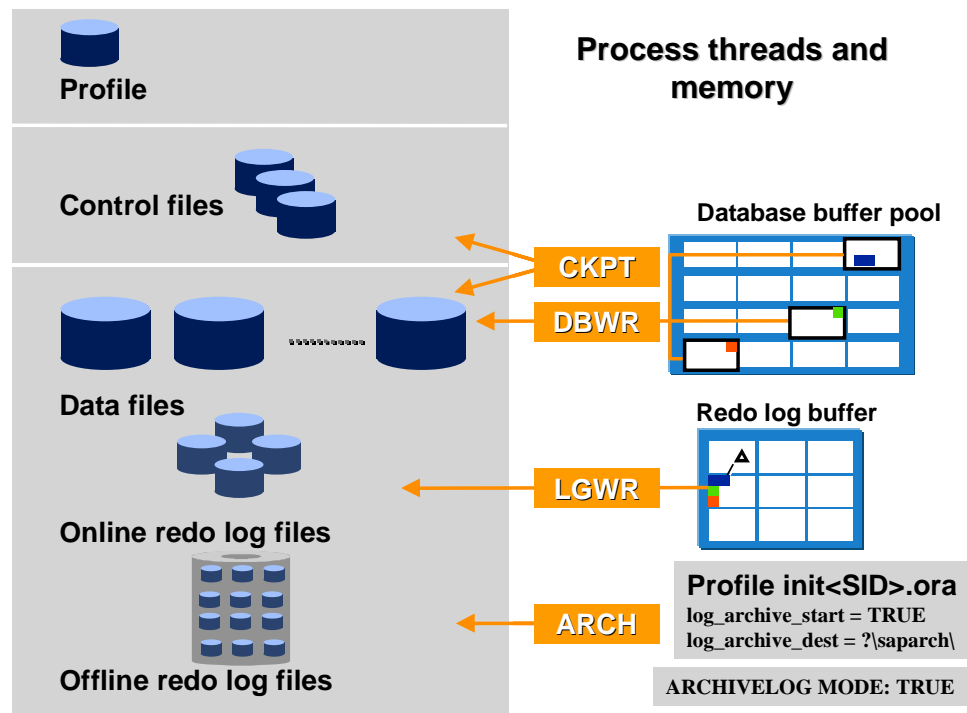 Process threads and
memory
Profile
Control files
Database buffer pool
CKPT
DBWR
Data files
Redo log buffer
LGWR
Online redo log files
Profile init<SID>.ora
log_archive_start = TRUE
log_archive_dest = ?\saparch\
ARCH
Offline redo log files
ARCHIVELOG MODE: TRUE